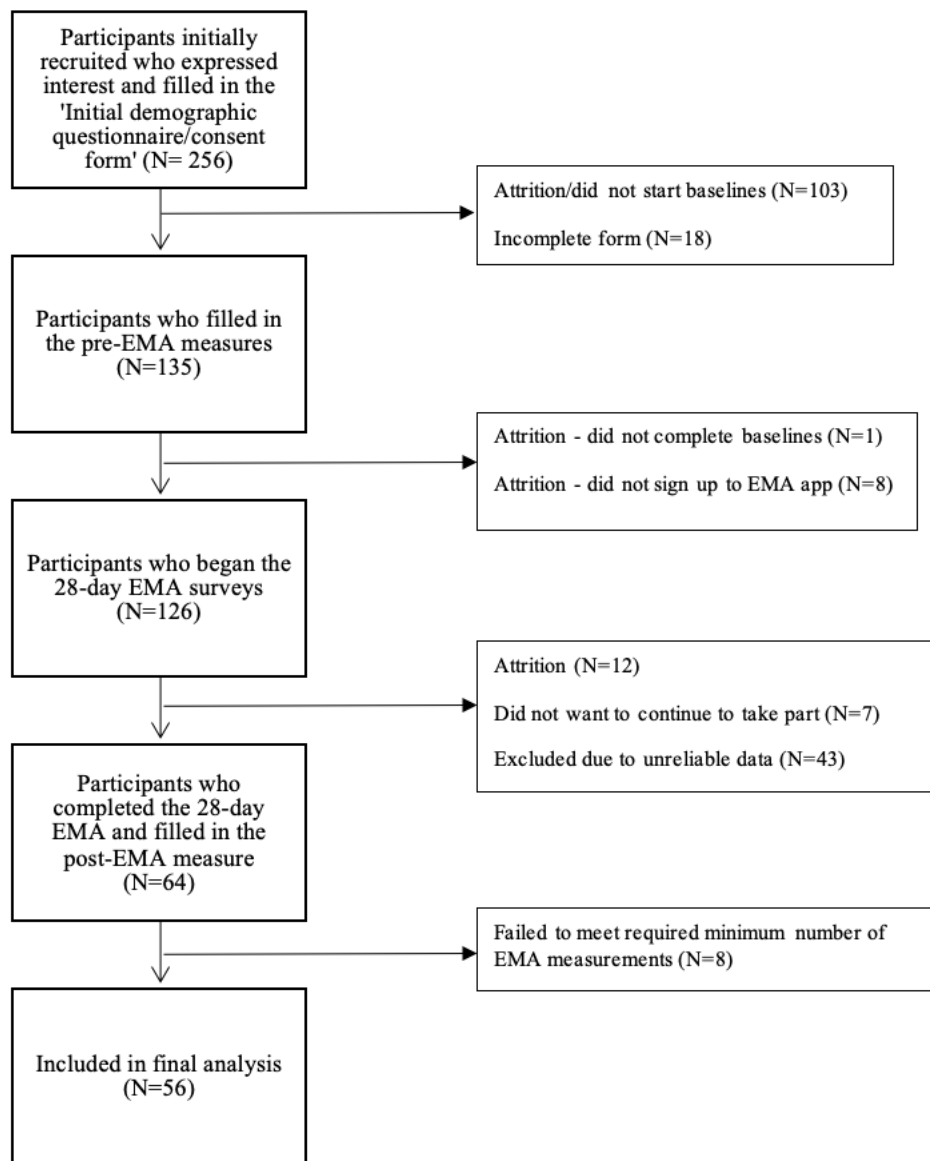 Participants initially
recruited who expressed
interest and filled in the
'Initial demographic
questionnaire/consent
form' (N= 256)
Attrition/did not start baselines (N=103)
Incomplete form (N=18)
Participants who filled in
the pre-EMA measures
(N=135)
Attrition - did not complete baselines (N=1)
Attrition - did not sign up to EMA app (N=8)
Participants who began the
28-day EMA surveys
(N=126)
Attrition (N=12)
Did not want to continue to take part (N=7)
Excluded due to unreliable data (N=43)
Participants who
completed the 28-day
EMA and filled in the
post-EMA measure
(N=64)
Failed to meet required minimum number of
EMA measurements (N=8)
Included in final analysis
(N=56)